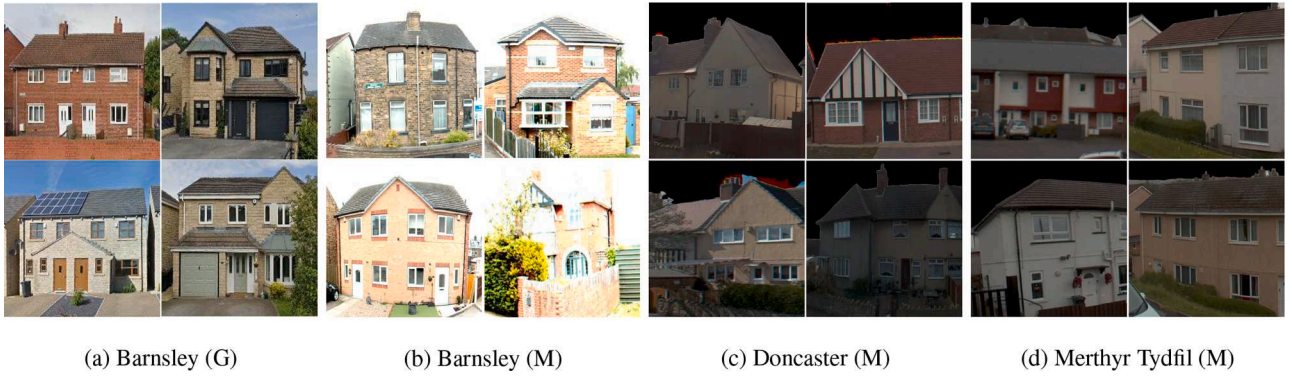 (a) Barnsley (G)
(b) Barnsley (M)
(c) Doncaster (M)
(d) Merthyr Tydfil (M)